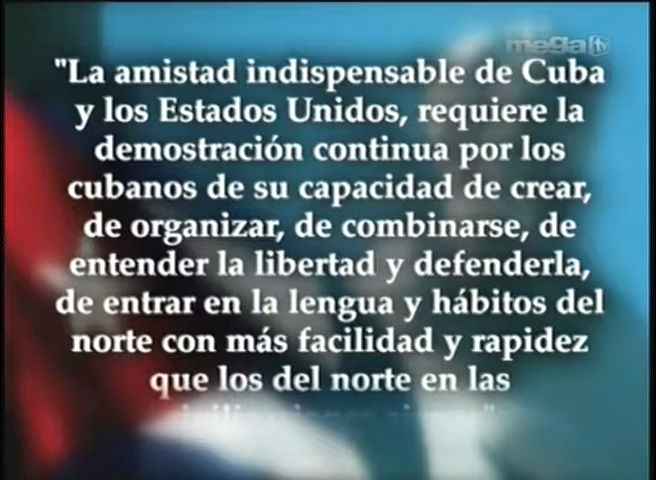 mega tv
"La amistad indispensable de Cuba
y los Estados Unidos, requiere la
demostración continua por los
cubanos de su capacidad de crear,
de organizar, de combinarse, de
entender la libertad y defenderla,
de entrar en la lengua y hábitos del
norte con más facilidad y rapidez
que los del norte en las